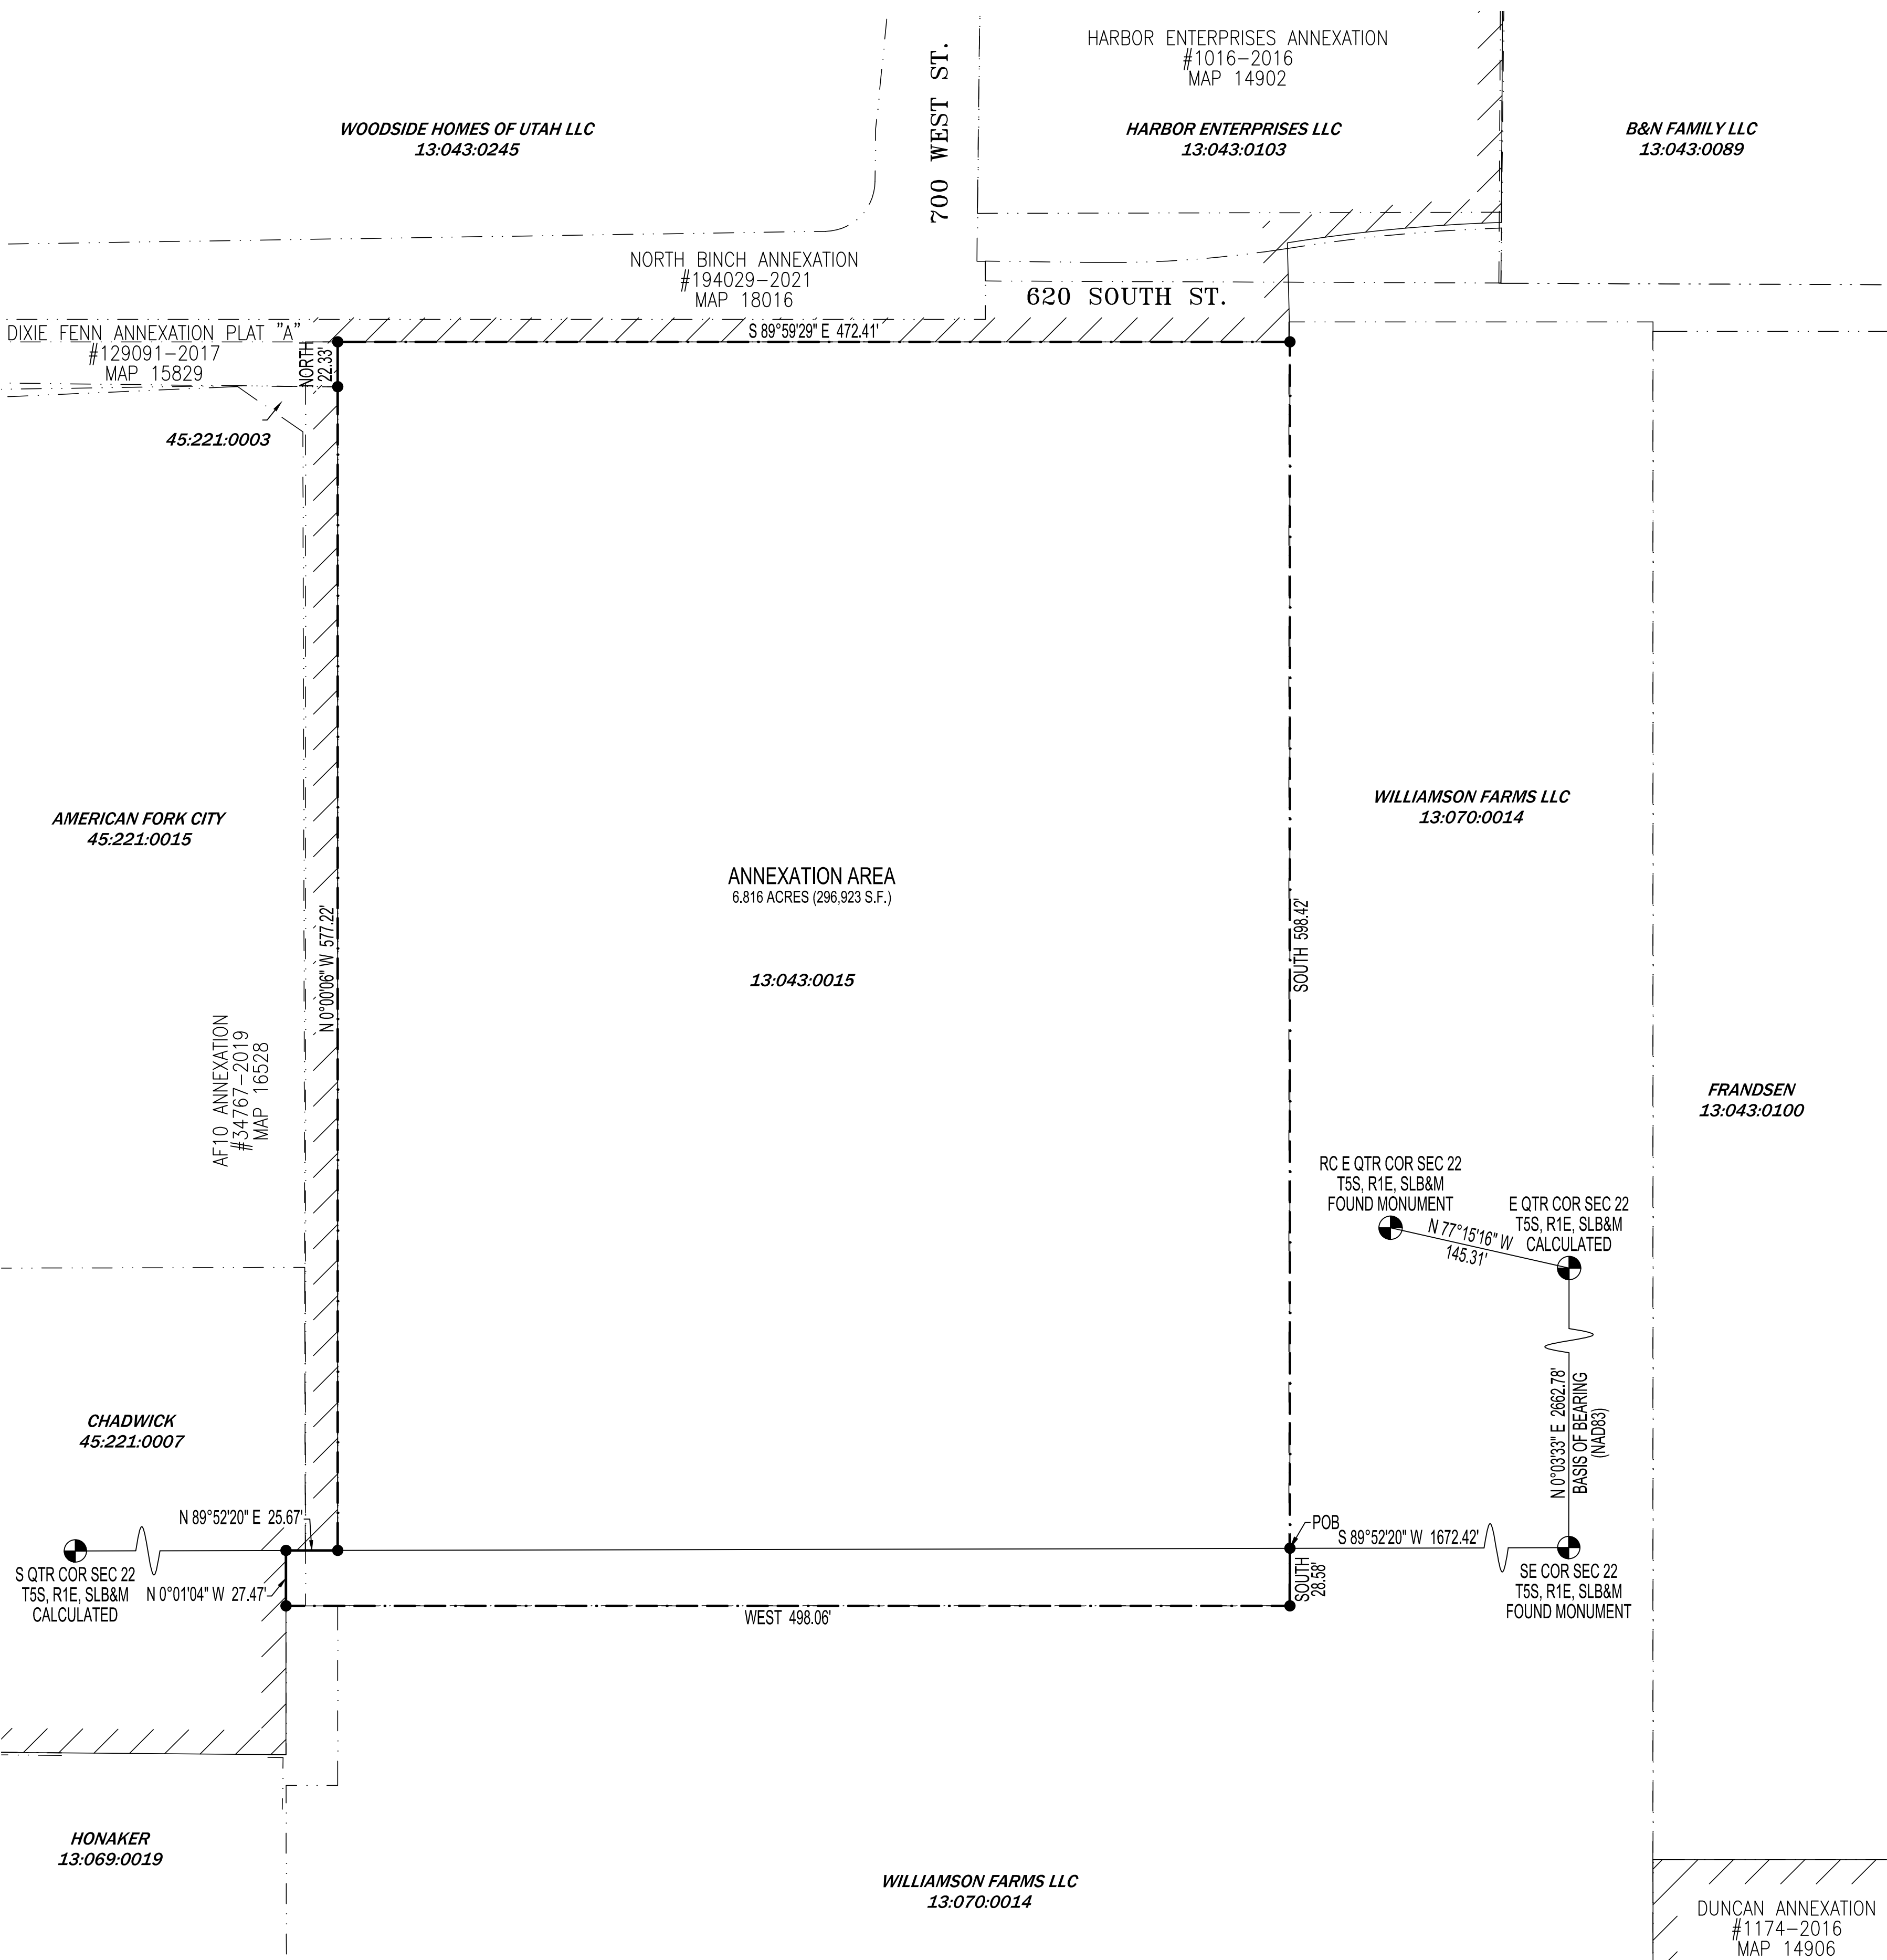 HARBOR ENTERPRISES ANNEXATION
#1016-2016
MAP 14902
700 WEST ST.
WOODSIDE HOMES OF UTAH LLC
13:043:0245
HARBOR ENTERPRISES LLC
13:043:0103
B&N FAMILY LLC
13:043:0089
NORTH BINCH ANNEXATION
#194029-2021
MAP 18016
620 SOUTH ST.
DIXIE FENN ANNEXATION PLAT "A"
#129091-2017
MAP 15829
NORTH
22.33'
S 89°59'29" E 472.41'
45:221:0003
AMERICAN FORK CITY
45:221:0015
WILLIAMSON FARMS LLC
13:070:0014
ANNEXATION AREA
6.816 ACRES (296,923 S.F.)
13:043:0015
N 0°00'06" W 577.22'
SOUTH 598.42'
AF10 ANNEXATION
#34767-2019
MAP 16528
FRANDSEN
13:043:0100
RC E QTR COR SEC 22
T5S, R1E, SLB&M
FOUND MONUMENT
E QTR COR SEC 22
T5S, R1E, SLB&M
CALCULATED
N 77°15'16" W
145.31'
N 0°03'33" E 2662.78'
BASIS OF BEARING
(NAD83)
CHADWICK
45:221:0007
N 89°52'20" E 25.67'
POB
S 89°52'20" W 1672.42'
S QTR COR SEC 22
T5S, R1E, SLB&M
CALCULATED
N 0°01'04" W 27.47'
SOUTH
28.58'
SE COR SEC 22
T5S, R1E, SLB&M
FOUND MONUMENT
WEST 498.06'
HONAKER
13:069:0019
WILLIAMSON FARMS LLC
13:070:0014
DUNCAN ANNEXATION
#1174-2016
MAP 14906